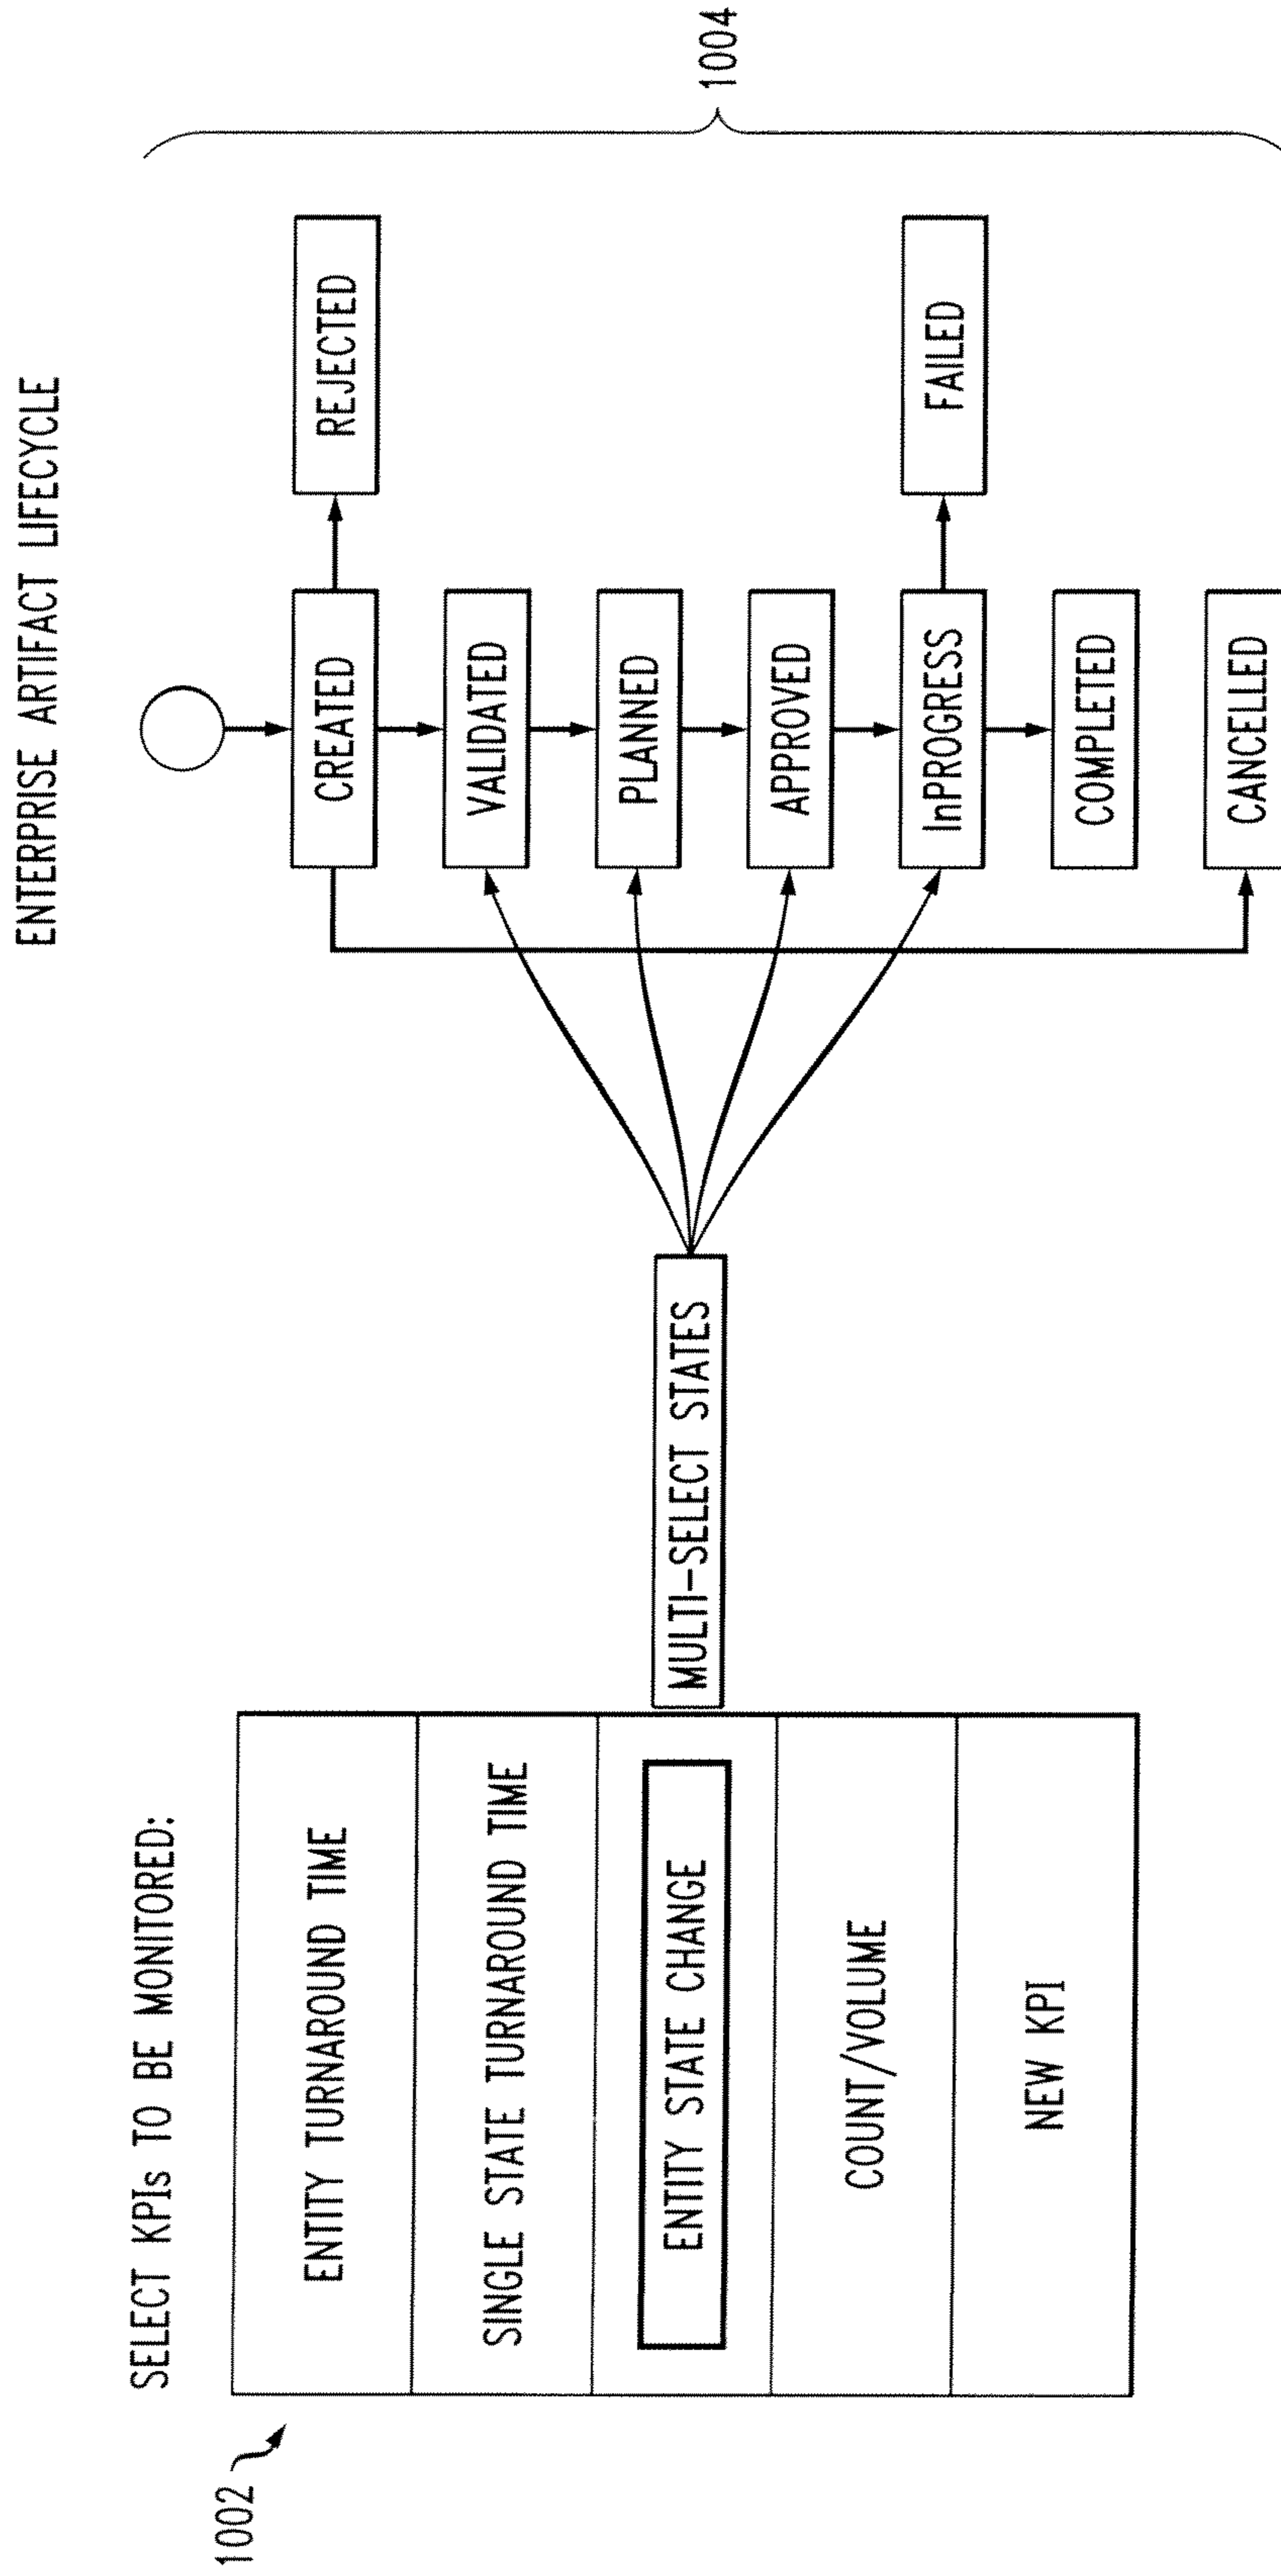 SELECT KPIs TO BE MONITORED:
1002
ENTITY TURNAROUND TIME
SINGLE STATE TURNAROUND TIME
ENTITY STATE CHANGE
COUNT/VOLUME
NEW KPI
MULTI-SELECT STATES
ENTERPRISE ARTIFACT LIFECYCLE
CREATED
REJECTED
VALIDATED
PLANNED
APPROVED
InPROGRESS
FAILED
COMPLETED
CANCELLED
1004